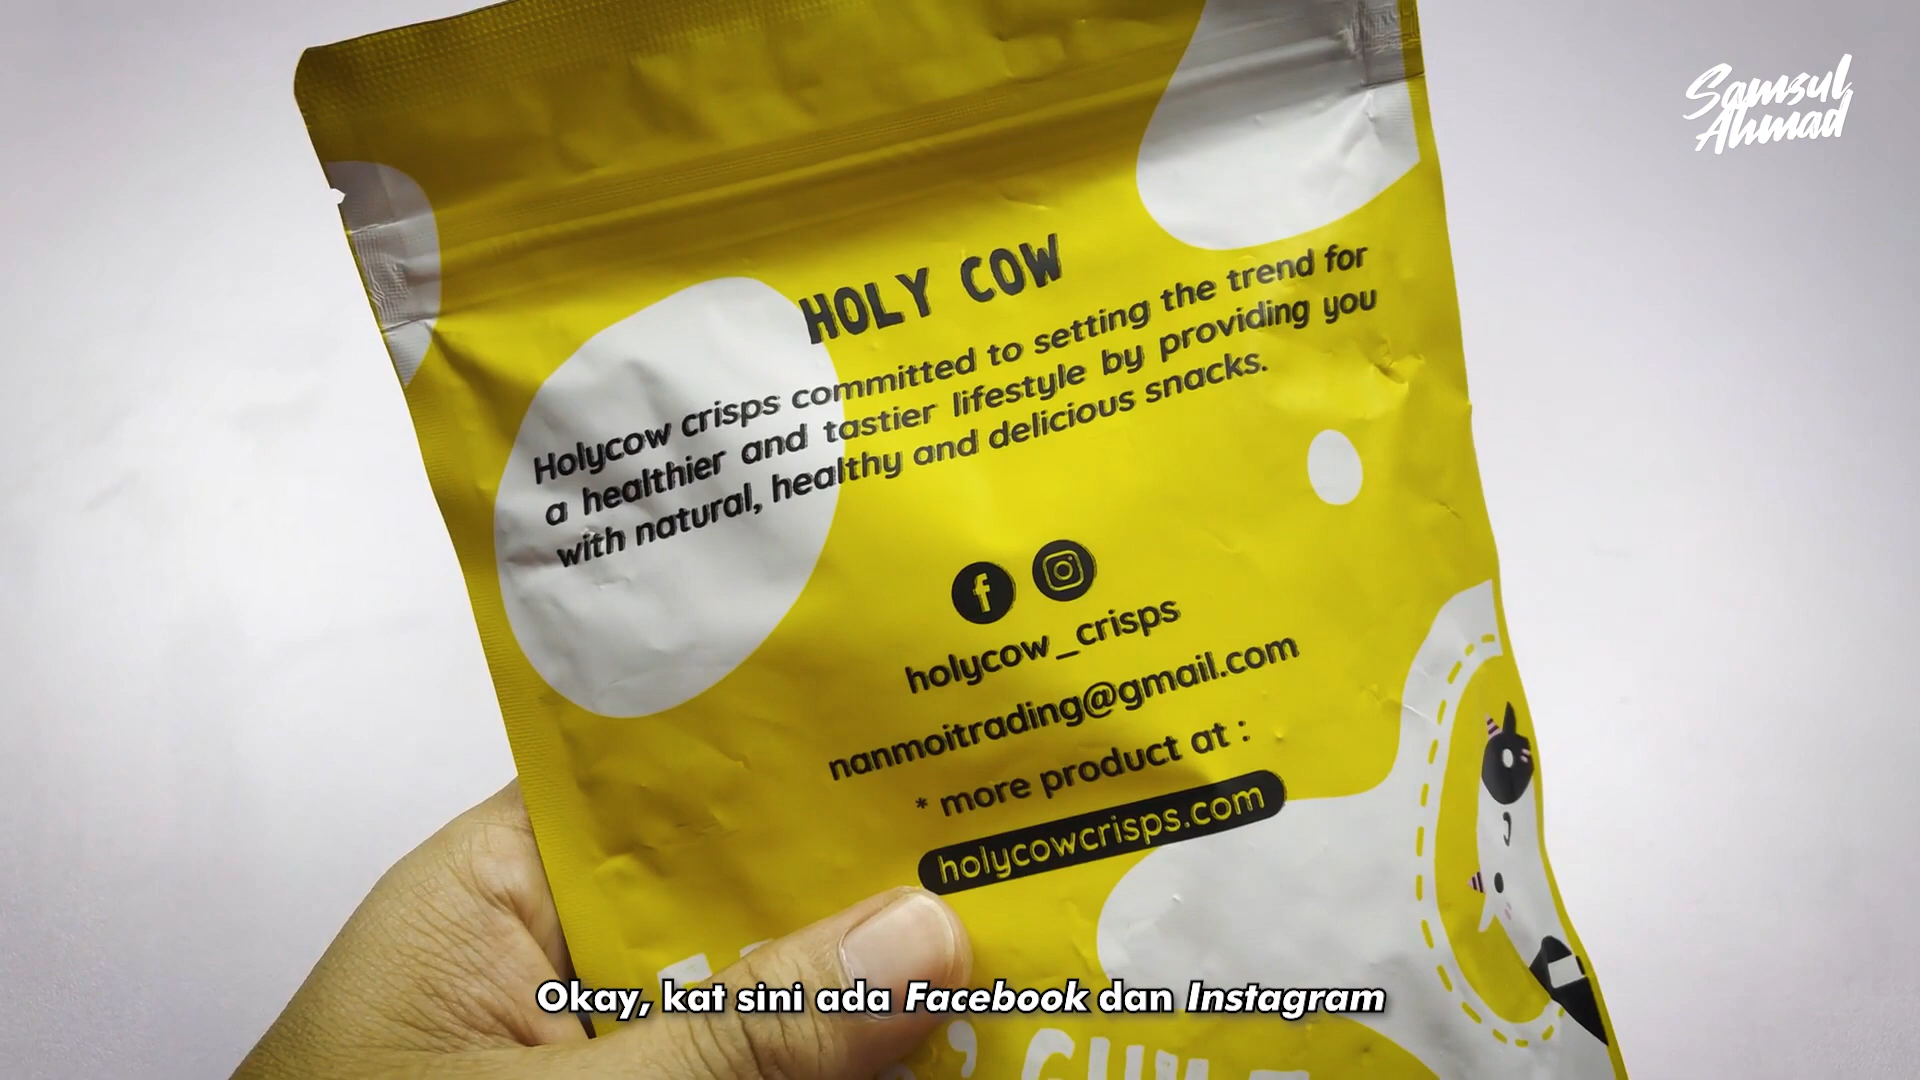 Samsul
Ahmad
HOLY COW
Holycow crisps committed to setting the trend for
a healthier and tastier lifestyle by providing you
with natural, healthy and delicious snacks.
holycow_crisps
nanmoitrading@gmail.com
* more product at :
holycowcrisps.com
Okay, kat sini ada Facebook dan Instagram